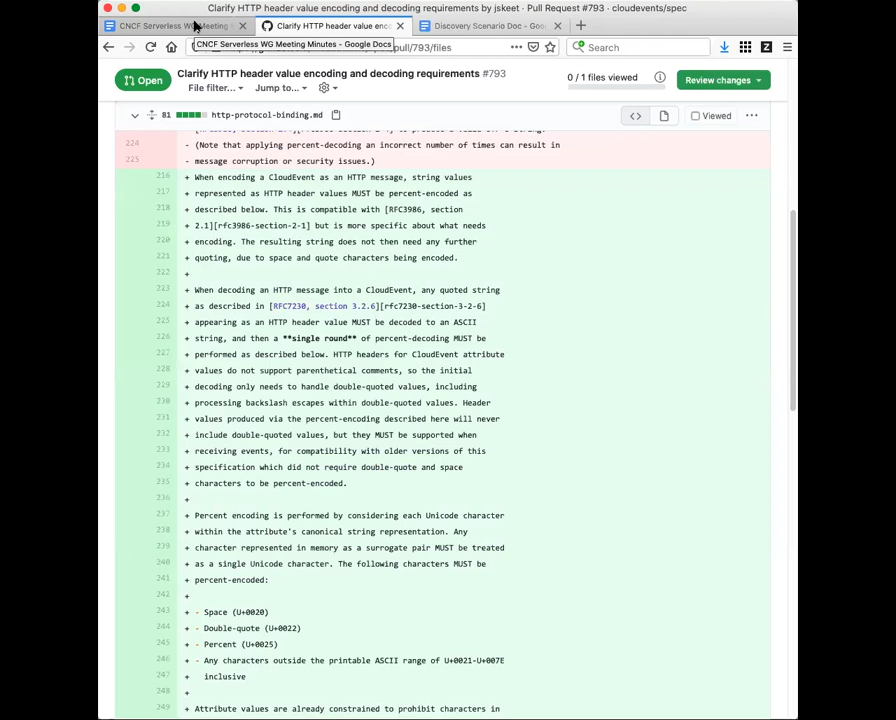 Clarify HTTP header value encoding and decoding requirements by jskeet · Pull Request #793 · cloudevents/spec
CNCF Serverless WG Meeting
Clarify HTTP header value enc
Discovery Scenario Doc - Goo
CNCF Serverless WG Meeting Minutes - Google Docs
pull/793/files
Search
Open
Clarify HTTP header value encoding and decoding requirements #793
File filter...
Jump to...
0 / 1 files viewed
Review changes
81
http-protocol-binding.md
Viewed
224 - (Note that applying percent-decoding an incorrect number of times can result in
225 - message corruption or security issues.)
216 + When encoding a CloudEvent as an HTTP message, string values
217 + represented as HTTP header values MUST be percent-encoded as
218 + described below. This is compatible with [RFC3986, section
219 + 2.1][rfc3986-section-2-1] but is more specific about what needs
220 + encoding. The resulting string does not then need any further
221 + quoting, due to space and quote characters being encoded.
222 +
223 + When decoding an HTTP message into a CloudEvent, any quoted string
224 + as described in [RFC7230, section 3.2.6][rfc7230-section-3-2-6]
225 + appearing as an HTTP header value MUST be decoded to an ASCII
226 + string, and then a **single round** of percent-decoding MUST be
227 + performed as described below. HTTP headers for CloudEvent attribute
228 + values do not support parenthetical comments, so the initial
229 + decoding only needs to handle double-quoted values, including
230 + processing backslash escapes within double-quoted values. Header
231 + values produced via the percent-encoding described here will never
232 + include double-quoted values, but they MUST be supported when
233 + receiving events, for compatibility with older versions of this
234 + specification which did not require double-quote and space
235 + characters to be percent-encoded.
236 +
237 + Percent encoding is performed by considering each Unicode character
238 + within the attribute's canonical string representation. Any
239 + character represented in memory as a surrogate pair MUST be treated
240 + as a single Unicode character. The following characters MUST be
241 + percent-encoded:
242 +
243 + - Space (U+0020)
244 + - Double-quote (U+0022)
245 + - Percent (U+0025)
246 + - Any characters outside the printable ASCII range of U+0021-U+007E
247 + inclusive
248 +
249 + Attribute values are already constrained to prohibit characters in